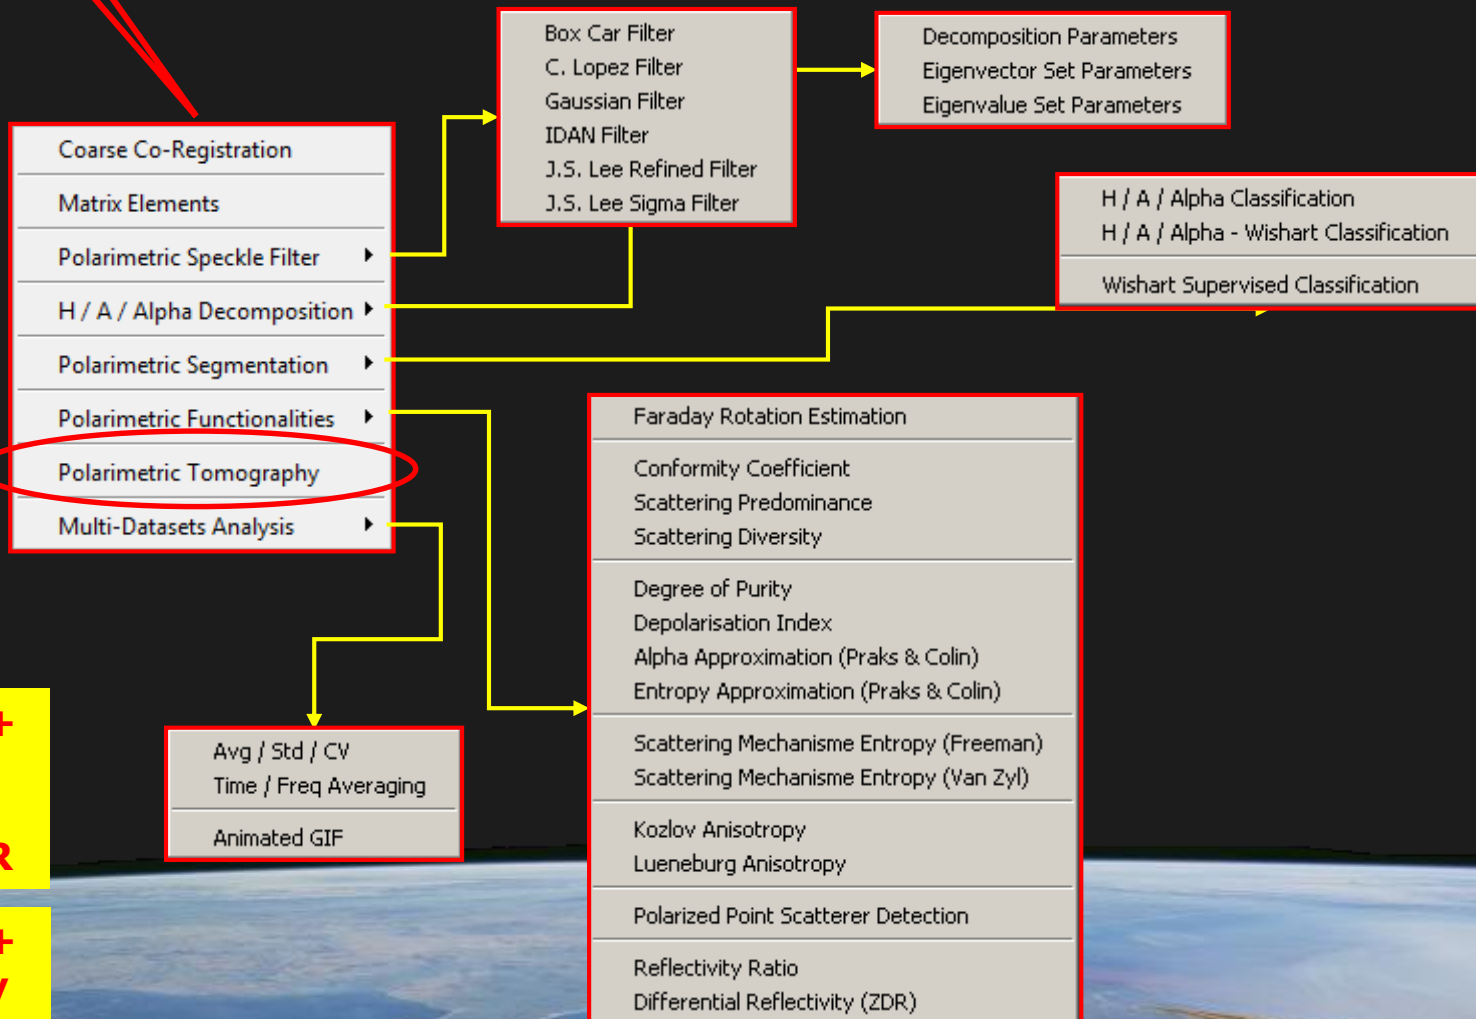 Box Car Filter
C. Lopez Filter
Gaussian Filter
IDAN Filter
J.S. Lee Refined Filter
J.S. Lee Sigma Filter
Decomposition Parameters
Eigenvector Set Parameters
Eigenvalue Set Parameters
Coarse Co-Registration
Matrix Elements
Polarimetric Speckle Filter
H / A / Alpha Decomposition
Polarimetric Segmentation
Polarimetric Functionalities
Polarimetric Tomography
Multi-Datasets Analysis
H / A / Alpha Classification
H / A / Alpha - Wishart Classification
Wishart Supervised Classification
Faraday Rotation Estimation
Conformity Coefficient
Scattering Predominance
Scattering Diversity
Degree of Purity
Depolarisation Index
Alpha Approximation (Praks & Colin)
Entropy Approximation (Praks & Colin)
Scattering Mechanisme Entropy (Freeman)
Scattering Mechanisme Entropy (Van Zyl)
Kozlov Anisotropy
Lueneburg Anisotropy
Polarized Point Scatterer Detection
Reflectivity Ratio
Differential Reflectivity (ZDR)
Avg / Std / CV
Time / Freq Averaging
Animated GIF
+
R
+